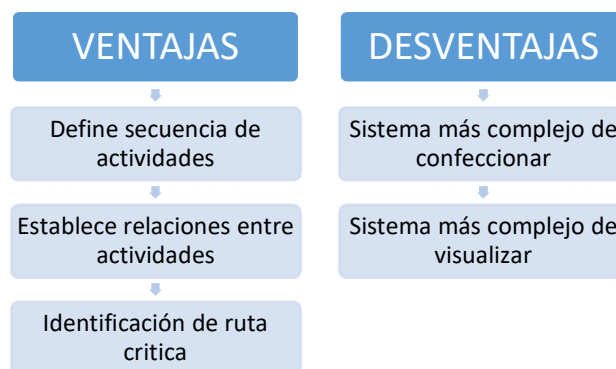 VENTAJAS
Define secuencia de
actividades
Establece relaciones entre
actividades
Identificación de ruta
critica
DESVENTAJAS
Sistema más complejo de
confeccionar
Sistema más complejo de
visualizar